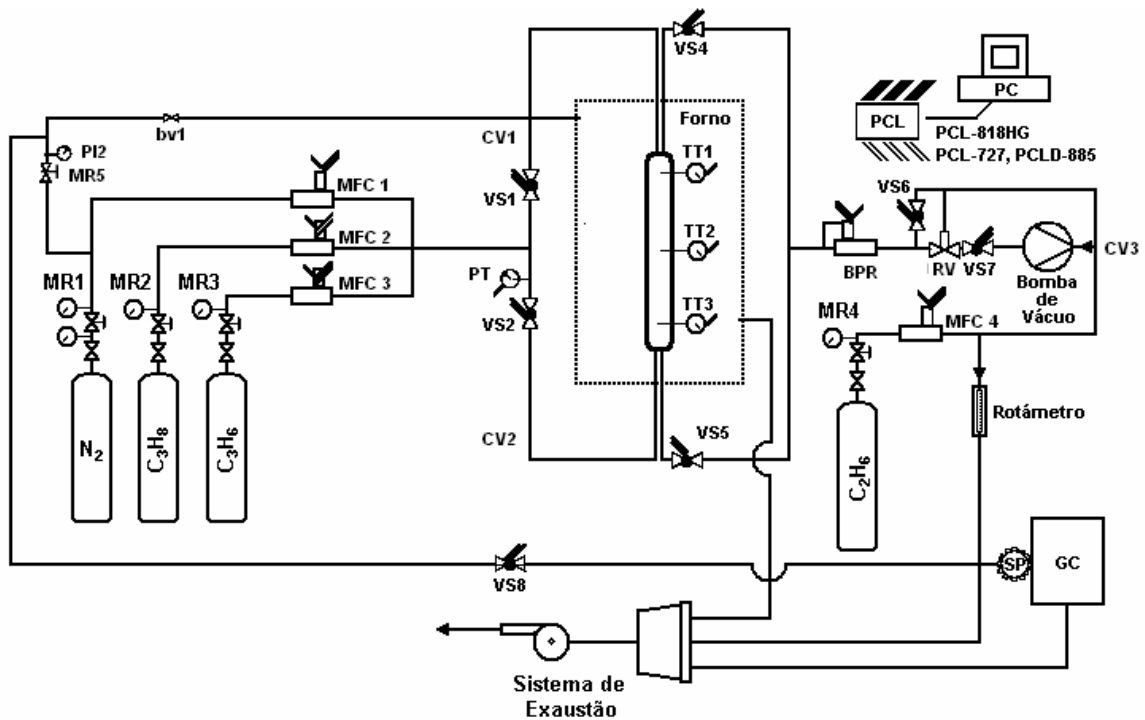 VS4
PC
PCL
PCL-818HG
PCL-727, PCLD-885
bv1
CV1
Forno
PI2
MR5
TT1
MFC 1
VS1
VS6
MFC 2
TT2
MFC 3
PT
VS2
BPR
RV
VS7
CV3
Bomba
de
Vácuo
MR1
MR2
MR3
TT3
MR4
MFC 4
Rotámetro
N2
C3H8
C3H6
CV2
VS5
C2H6
VS8
SP
GC
Sistema de
Exaustão